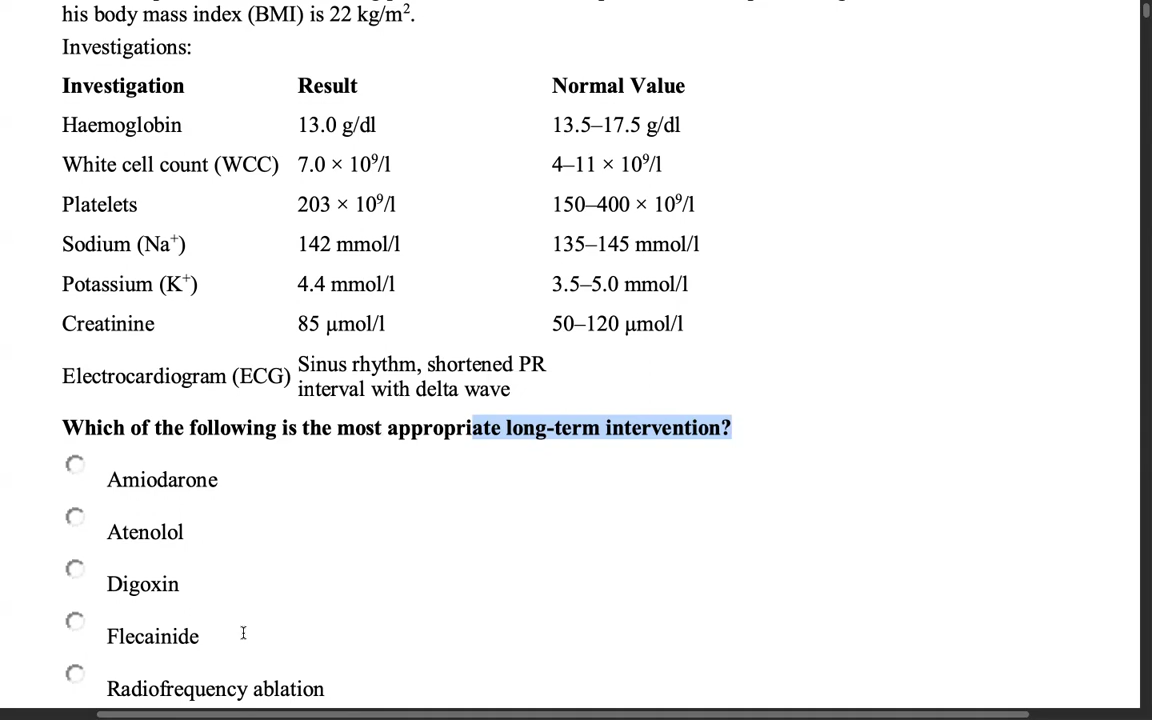 his body mass index (BMI) is 22 kg/m².
Investigations:
Investigation Result Normal Value
Haemoglobin 13.0 g/dl 13.5–17.5 g/dl
White cell count (WCC) 7.0 × 10⁹/l 4–11 × 10⁹/l
Platelets 203 × 10⁹/l 150–400 × 10⁹/l
Sodium (Na⁺) 142 mmol/l 135–145 mmol/l
Potassium (K⁺) 4.4 mmol/l 3.5–5.0 mmol/l
Creatinine 85 µmol/l 50–120 µmol/l
Electrocardiogram (ECG) Sinus rhythm, shortened PR
interval with delta wave
Which of the following is the most appropriate long-term intervention?
Amiodarone
Atenolol
Digoxin
Flecainide
Radiofrequency ablation